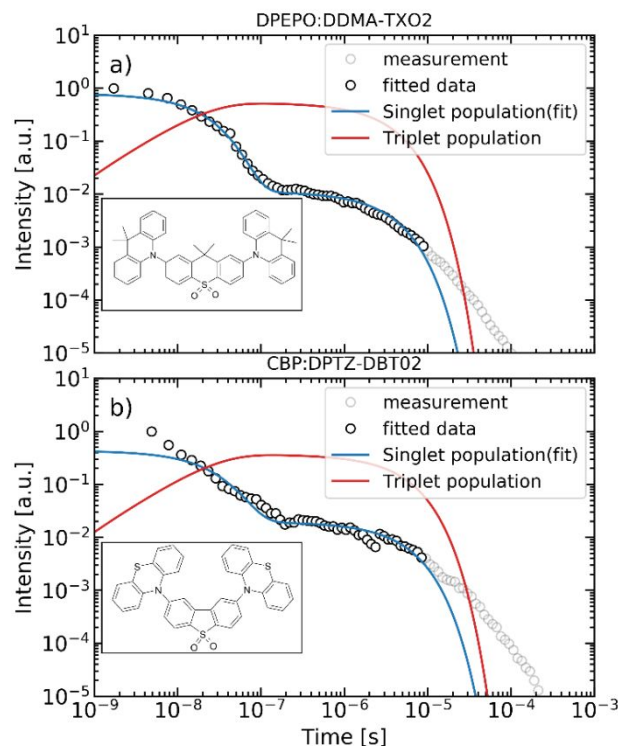 DPEPO:DDMA-TXO2
a)
measurement
fitted data
Singlet population(fit)
Triplet population
Intensity [a.u.]
10¹
10⁰
10⁻¹
10⁻²
10⁻³
10⁻⁴
10⁻⁵
N
N
S
O
O
CBP:DPTZ-DBT02
b)
measurement
fitted data
Singlet population(fit)
Triplet population
Intensity [a.u.]
10¹
10⁰
10⁻¹
10⁻²
10⁻³
10⁻⁴
10⁻⁵
S
S
N
N
S
O
O
10⁻⁹ 10⁻⁸ 10⁻⁷ 10⁻⁶ 10⁻⁵ 10⁻⁴ 10⁻³
Time [s]